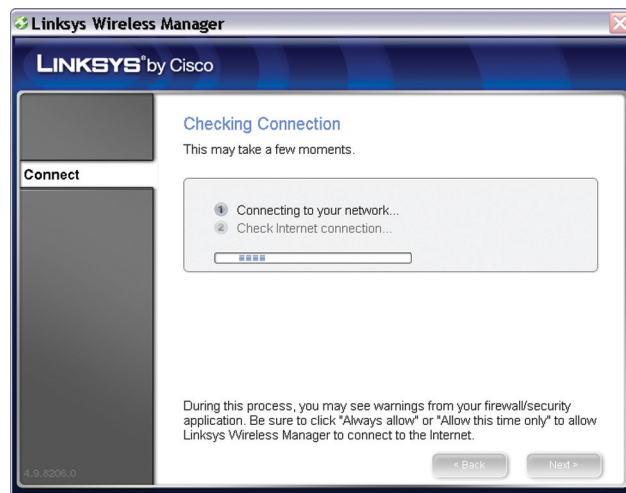 Linksys Wireless Manager
LINKSYS® by Cisco
Checking Connection
This may take a few moments.
Connect
1 Connecting to your network...
2 Check Internet connection...
During this process, you may see warnings from your firewall/security
application. Be sure to click "Always allow" or "Allow this time only" to allow
Linksys Wireless Manager to connect to the Internet.
< Back Next >
4.9.8206.0